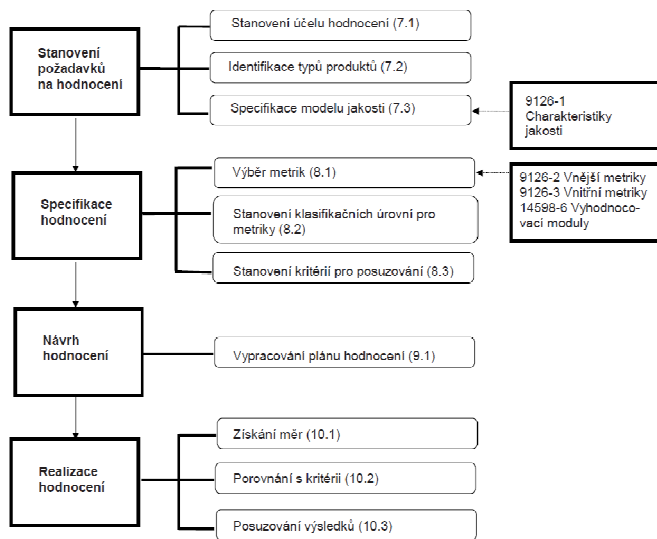 Stanovení
požadavků
na hodnocení
Stanovení účelu hodnocení (7.1)
Identifikace typů produktů (7.2)
Specifikace modelu jakosti (7.3)
9126-1
Charakteristiky
jakosti
Specifikace
hodnocení
Výběr metrik (8.1)
Stanovení klasifikačních úrovní pro
metriky (8.2)
Stanovení kritérií pro posuzování (8.3)
9126-2 Vnější metriky
9126-3 Vnitřní metriky
14598-6 Vyhodnoco-
vací moduly
Návrh
hodnocení
Vypracování plánu hodnocení (9.1)
Realizace
hodnocení
Získání měr (10.1)
Porovnání s kritérii (10.2)
Posuzování výsledků (10.3)